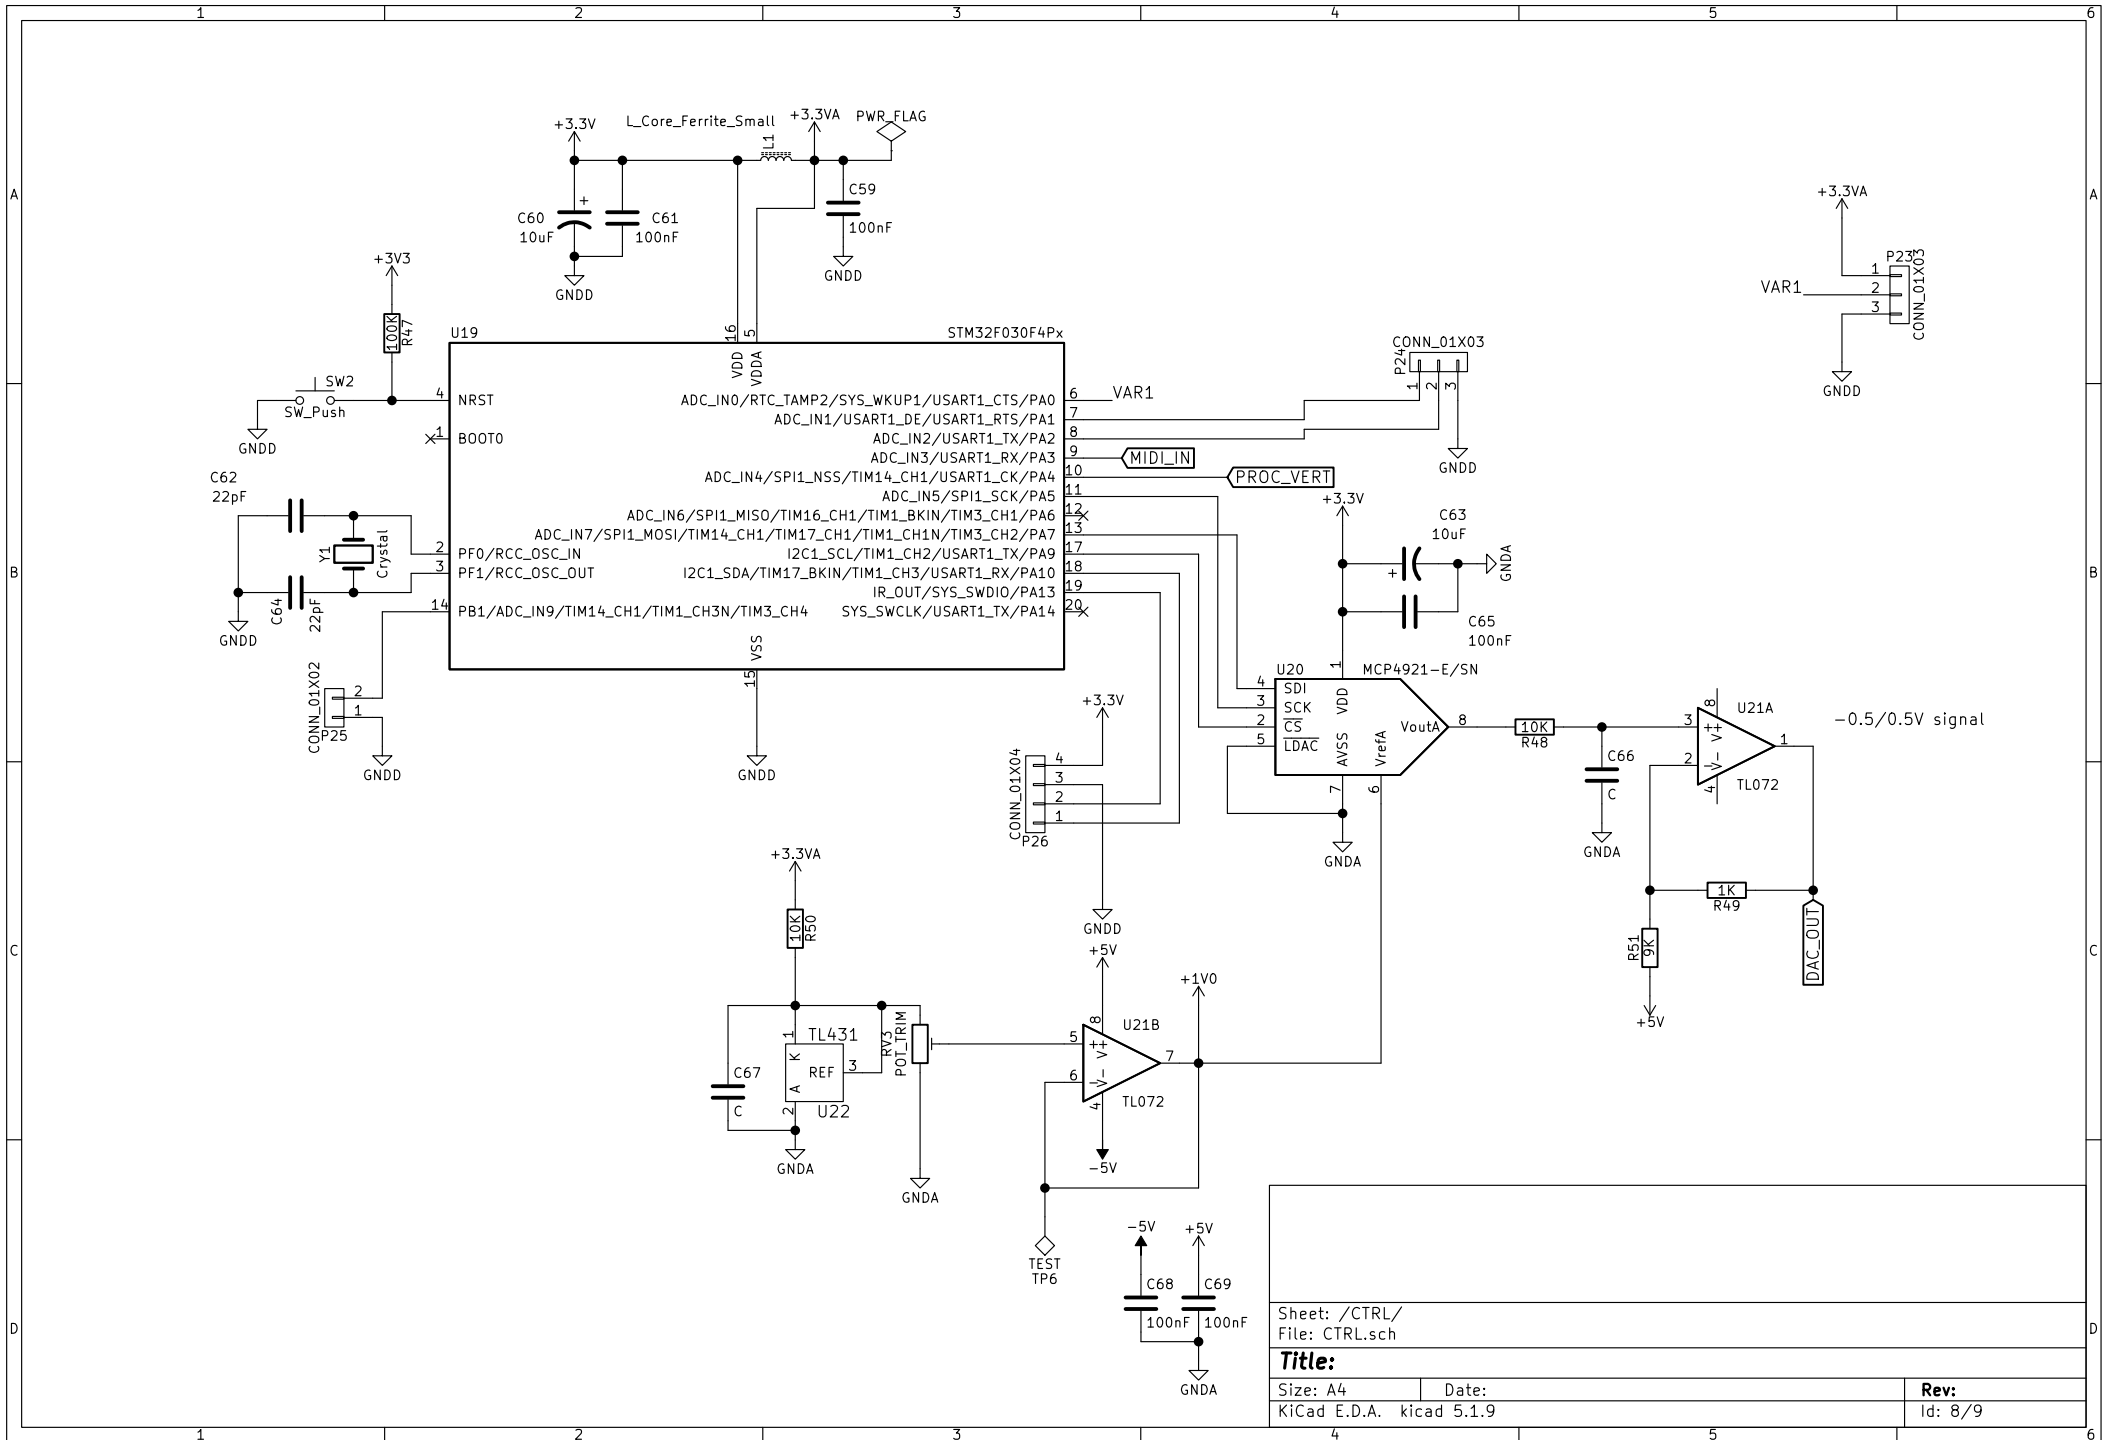 1 2 3 4 5 6
A
B
C
D
A
B
C
D
1 2 3 4 5 6
+3.3V
L_Core_Ferrite_Small
L1
+3.3VA
PWR_FLAG
C60
10uF
+
C61
100nF
C59
100nF
GNDD
GNDD
+3V3
100K
R47
SW2
SW_Push
GNDD
U19
STM32F030F4Px
16
5
VDD
VDDA
4 NRST
1 BOOT0
2 PF0/RCC_OSC_IN
3 PF1/RCC_OSC_OUT
14 PB1/ADC_IN9/TIM14_CH1/TIM1_CH3N/TIM3_CH4
ADC_IN0/RTC_TAMP2/SYS_WKUP1/USART1_CTS/PA0 6
ADC_IN1/USART1_DE/USART1_RTS/PA1 7
ADC_IN2/USART1_TX/PA2 8
ADC_IN3/USART1_RX/PA3 9
ADC_IN4/SPI1_NSS/TIM14_CH1/USART1_CK/PA4 10
ADC_IN5/SPI1_SCK/PA5 11
ADC_IN6/SPI1_MISO/TIM16_CH1/TIM1_BKIN/TIM3_CH1/PA6 12
ADC_IN7/SPI1_MOSI/TIM14_CH1/TIM17_CH1/TIM1_CH1N/TIM3_CH2/PA7 13
I2C1_SCL/TIM1_CH2/USART1_TX/PA9 17
I2C1_SDA/TIM17_BKIN/TIM1_CH3/USART1_RX/PA10 18
IR_OUT/SYS_SWDIO/PA13 19
SYS_SWCLK/USART1_TX/PA14 20
VSS
15
GNDD
VAR1
MIDI_IN
PROC_VERT
CONN_01X03
P24
1
2
3
GNDD
+3.3VA
VAR1
P23
CONN_01X03
1
2
3
GNDD
C62
22pF
Y1
Crystal
C64
22pF
GNDD
CONN_01X02
2
1
P25
GNDD
+3.3V
C63
10uF
+
GNDA
C65
100nF
U20
MCP4921-E/SN
1
VDD
4 SDI
3 SCK
2 CS
5 LDAC
AVSS
VrefA
VoutA 8
7
6
GNDA
10K
R48
C66
C
GNDA
3
2
8
4
+
V+
-
V-
1
U21A
TL072
-0.5/0.5V signal
1K
R49
R51
9K
+5V
DAC_OUT
+3.3V
CONN_01X04
4
3
2
1
P26
GNDD
+3.3VA
10K
R50
C67
C
1
K
TL431
REF 3
A
2
U22
GNDA
RV3
POT_TRIM
GNDA
+5V
8
5
6
4
+
V+
-
V-
7
U21B
TL072
-5V
+1V0
TEST
TP6
-5V
+5V
C68
100nF
C69
100nF
GNDA
Sheet: /CTRL/
File: CTRL.sch
Title:
Size: A4 Date: Rev:
KiCad E.D.A. kicad 5.1.9 Id: 8/9